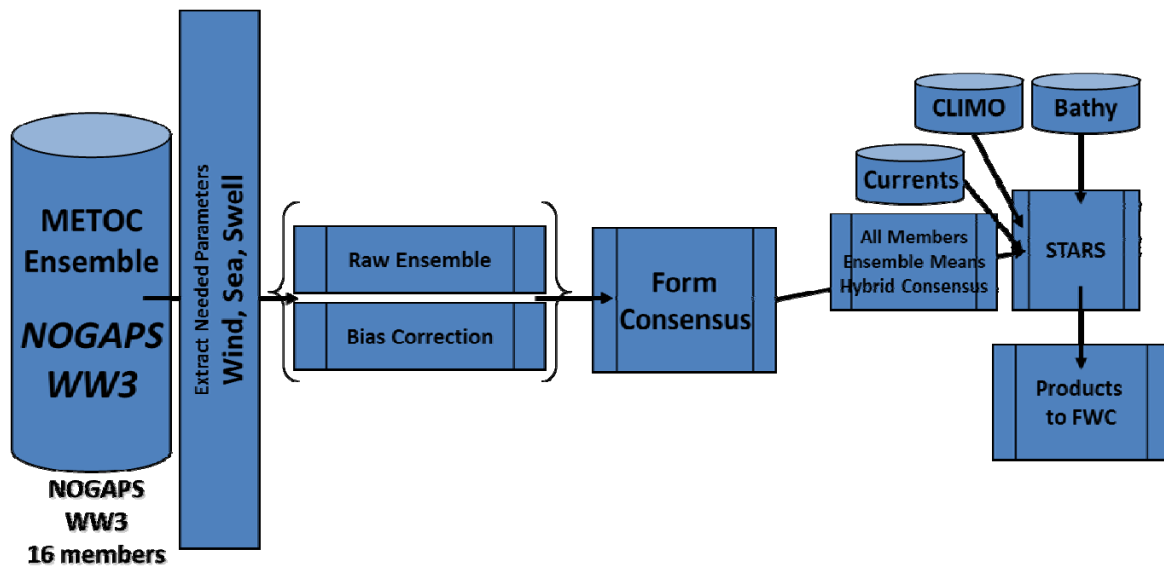 METOC
Ensemble
NOGAPS
WW3
NOGAPS
WW3
16 members
Extract Needed Parameters
Wind, Sea, Swell
Raw Ensemble
Bias Correction
Form
Consensus
All Members
Ensemble Means
Hybrid Consensus
CLIMO
Bathy
Currents
STARS
Products
to FWC